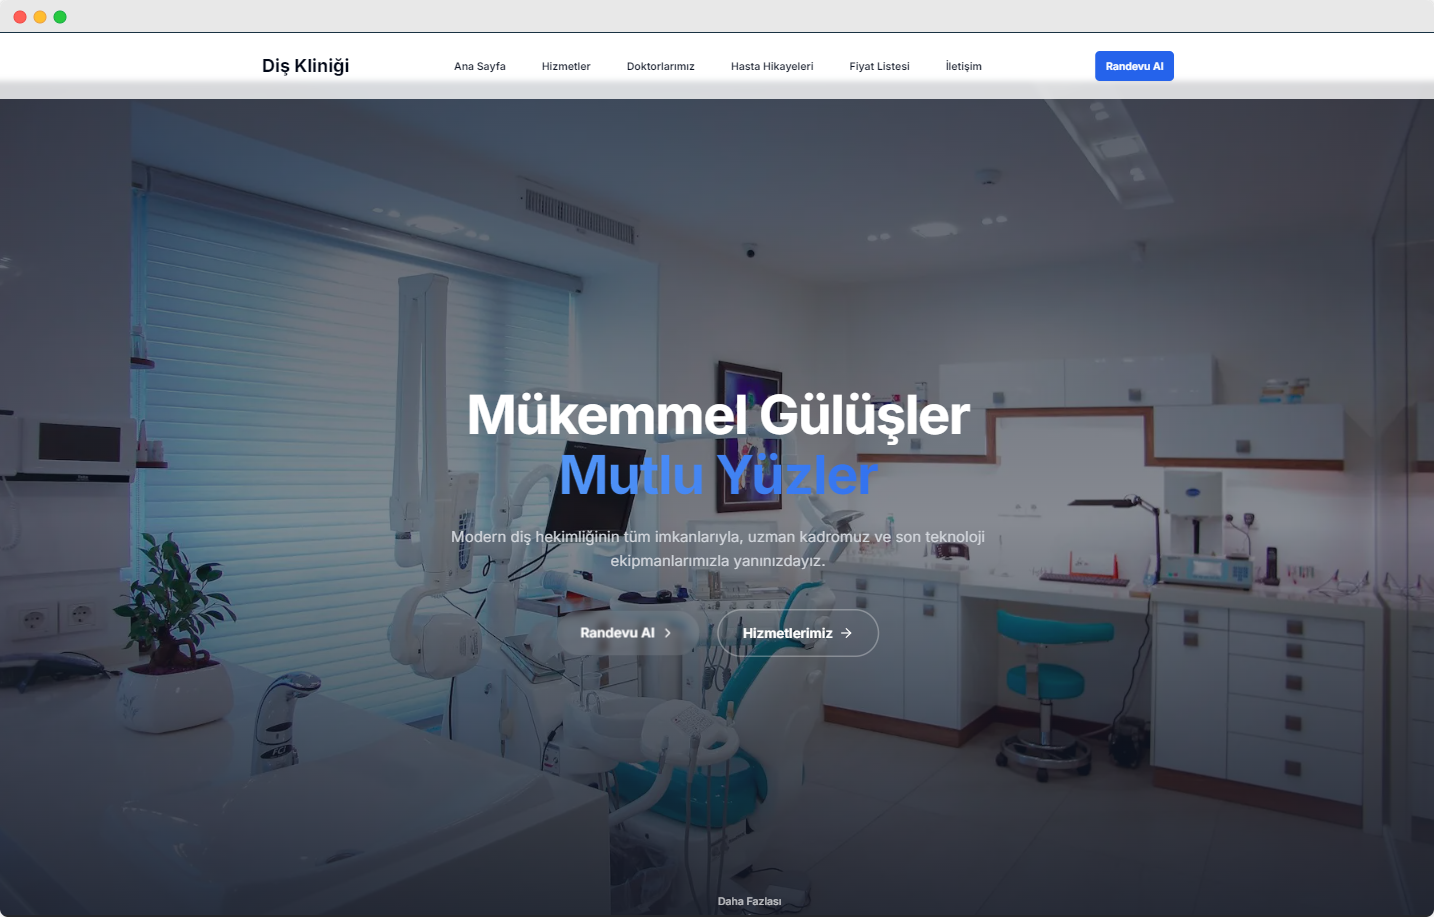 Diş Kliniği
Ana Sayfa
Hizmetler
Doktorlarımız
Hasta Hikayeleri
Fiyat Listesi
İletişim
Randevu Al
Mükemmel Gülüşler
Mutlu Yüzler
Modern diş hekimliğinin tüm imkanlarıyla, uzman kadromuz ve son teknoloji
ekipmanlarımızla yanınızdayız.
Randevu Al
Hizmetlerimiz
Daha Fazlası